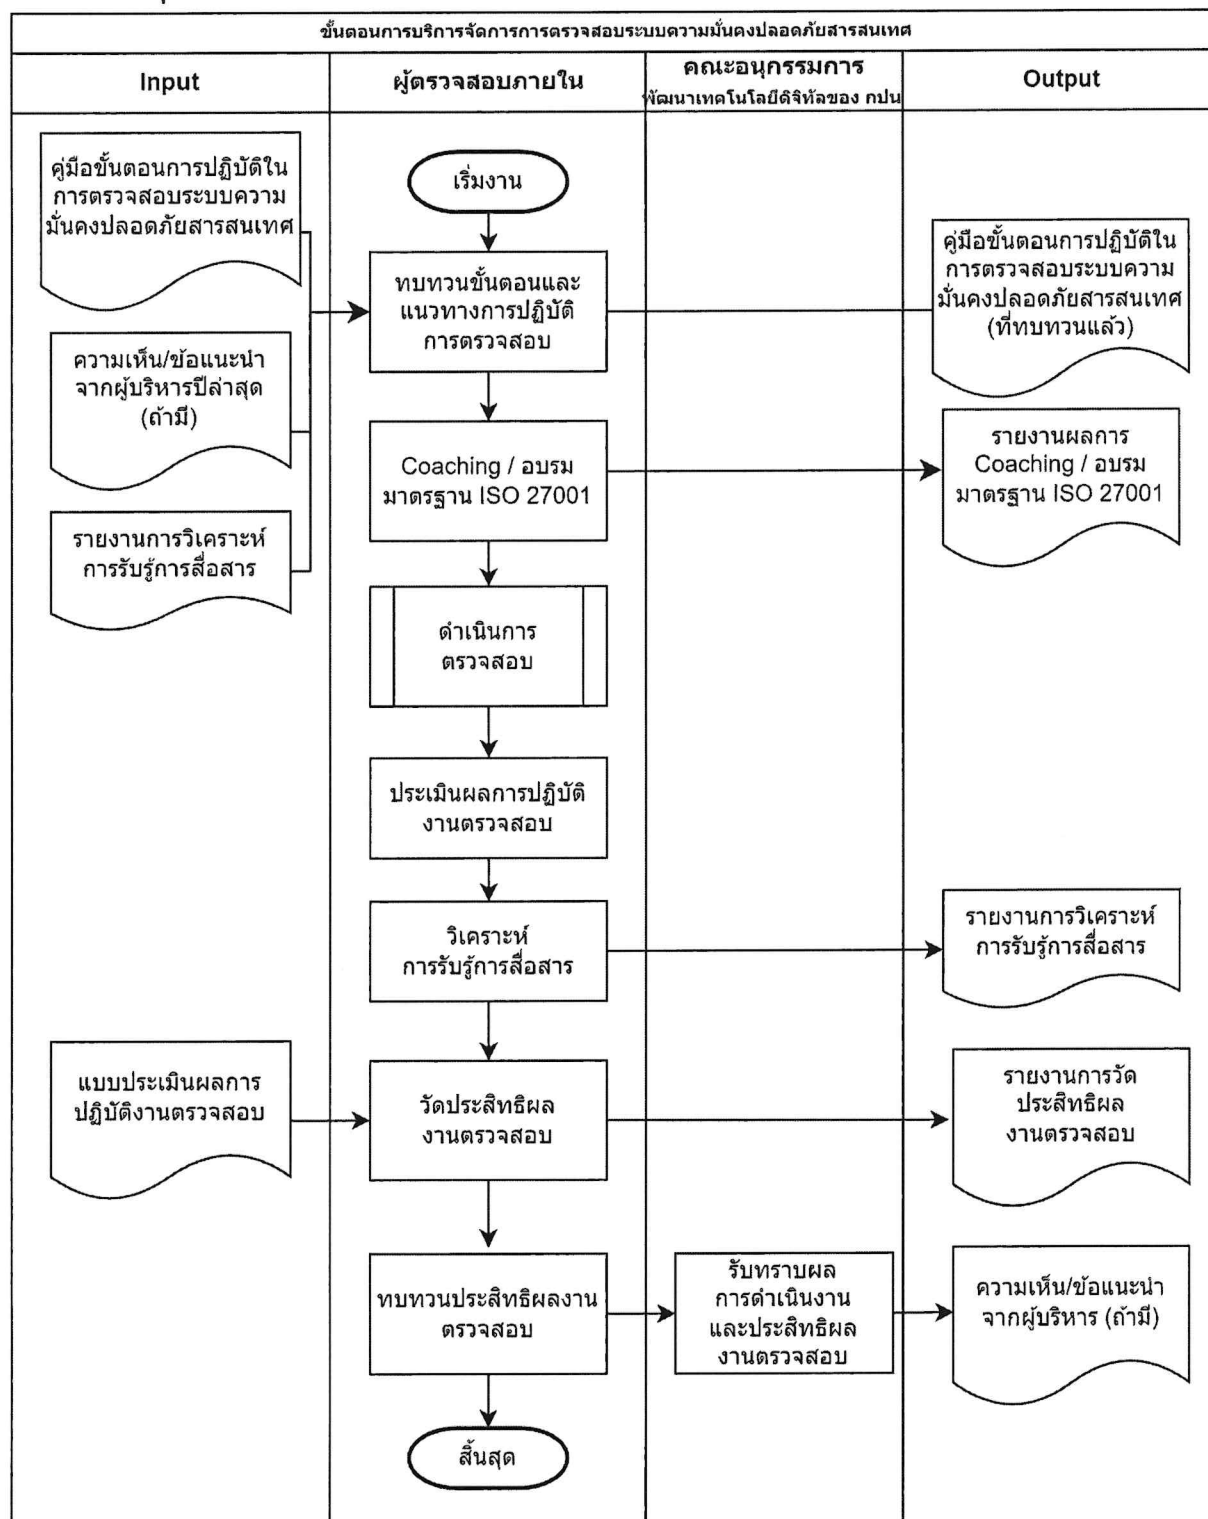 ขั้นตอนการบริการจัดการการตรวจสอบระบบความมั่นคงปลอดภัยสารสนเทศ
Input
ผู้ตรวจสอบภายใน
คณะอนุกรรมการ
พัฒนาเทคโนโลยีดิจิทัลของ กปน
Output
คู่มือขั้นตอนการปฏิบัติใน
การตรวจสอบระบบความ
มั่นคงปลอดภัยสารสนเทศ
เริ่มงาน
ทบทวนขั้นตอนและ
แนวทางการปฏิบัติ
การตรวจสอบ
คู่มือขั้นตอนการปฏิบัติใน
การตรวจสอบระบบความ
มั่นคงปลอดภัยสารสนเทศ
(ที่ทบทวนแล้ว)
ความเห็น/ข้อแนะนำ
จากผู้บริหารปีล่าสุด
(ถ้ามี)
Coaching / อบรม
มาตรฐาน ISO 27001
รายงานผลการ
Coaching / อบรม
มาตรฐาน ISO 27001
รายงานการวิเคราะห์
การรับรู้การสื่อสาร
ดำเนินการ
ตรวจสอบ
ประเมินผลการปฏิบัติ
งานตรวจสอบ
วิเคราะห์
การรับรู้การสื่อสาร
รายงานการวิเคราะห์
การรับรู้การสื่อสาร
แบบประเมินผลการ
ปฏิบัติงานตรวจสอบ
วัดประสิทธิผล
งานตรวจสอบ
รายงานการวัด
ประสิทธิผล
งานตรวจสอบ
ทบทวนประสิทธิผลงาน
ตรวจสอบ
รับทราบผล
การดำเนินงาน
และประสิทธิผล
งานตรวจสอบ
ความเห็น/ข้อแนะนำ
จากผู้บริหาร (ถ้ามี)
สิ้นสุด